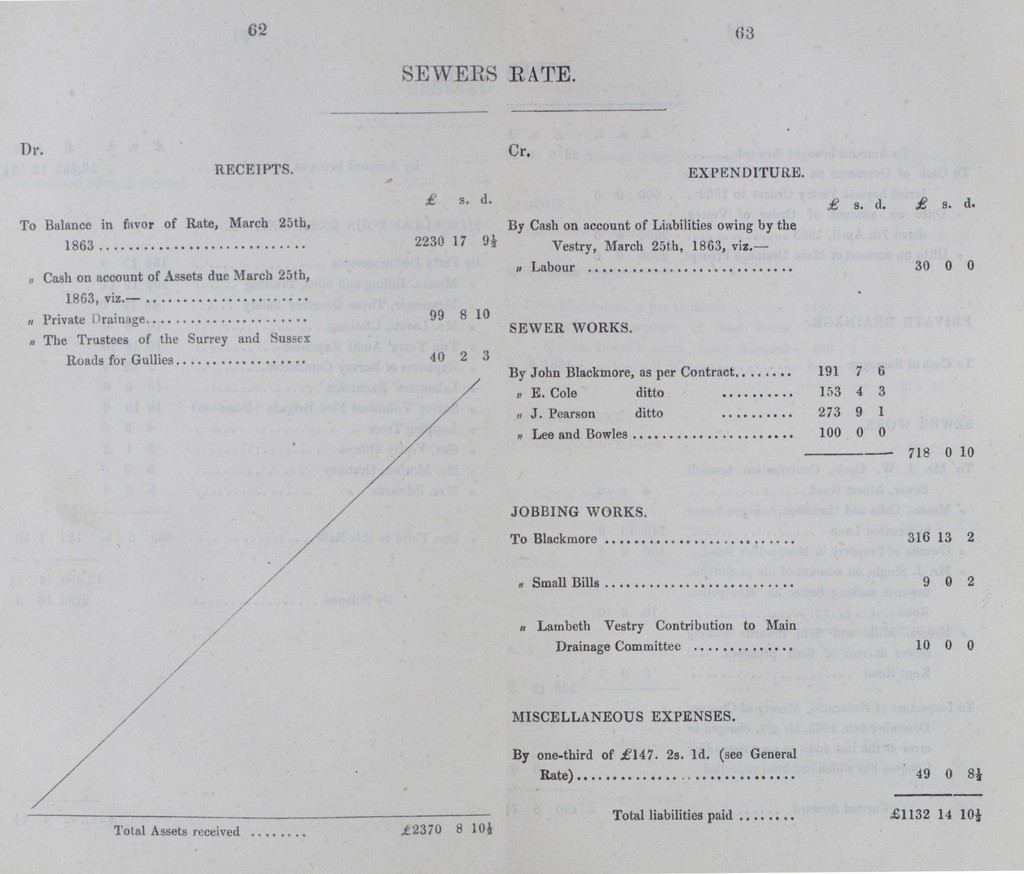 62
63
SEWERS RATE.
Dr.
RECEIPTS.
£ s. d.
To Balance in favor of Rate, March 25th,
1863 ............................ 2230 17 9½
„ Cash on account of Assets due March 25th,
1863, viz.— ......................
„ Private Drainage...................... 99 8 10
„ The Trustees of the Surrey and Sussex
Roads for Gullies.................. 40 2 3
Total Assets received ........ £2370 8 10½
Cr.
EXPENDITURE.
£ s. d. £ s. d.
By Cash on account of Liabilities owing by the
Vestry, March 25th, 1863, viz.—
„ Labour ............................ 30 0 0
SEWER WORKS.
By John Blackmore, as per Contract........ 191 7 6
„ E. Cole ditto .......... 153 4 3
„ J. Pearson ditto .......... 273 9 1
„ Lee and Bowles ...................... 100 0 0
718 0 10
JOBBING WORKS.
To Blackmore .......................... 316 13 2
„ Small Bills .......................... 9 0 2
„ Lambeth Vestry Contribution to Main
Drainage Committee .............. 10 0 0
MISCELLANEOUS EXPENSES.
By one-third of £147. 2s. 1d. (see General
Rate).............................. 49 0 8½
Total liabilities paid ........ £1132 14 10½